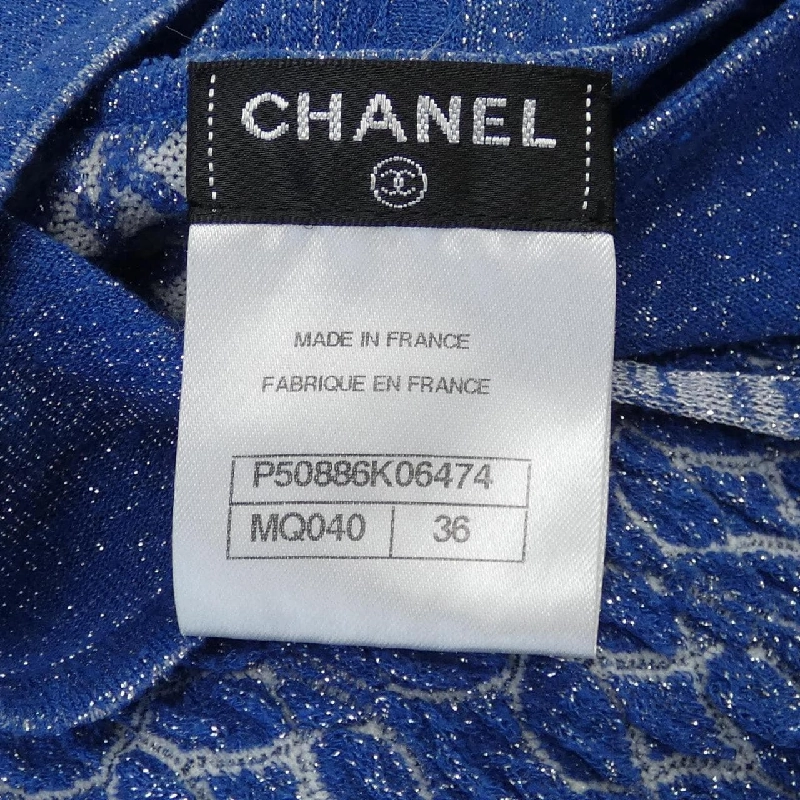 CHANEL
MADE IN FRANCE
FABRIQUE EN FRANCE
P50886K06474
MQ040 36